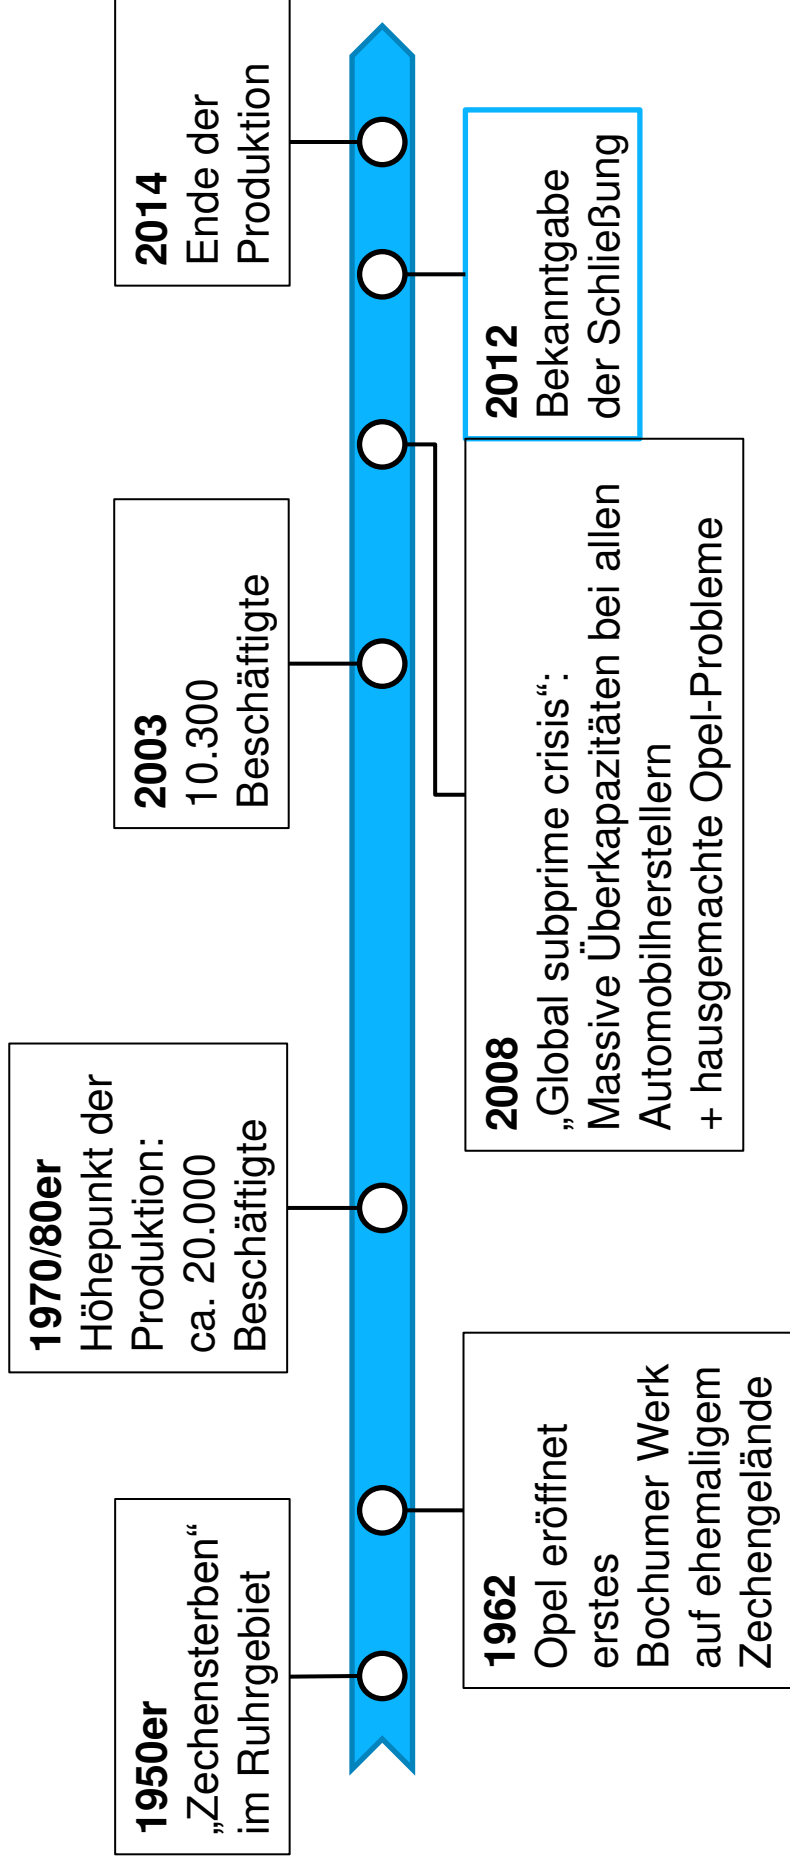 1950er
„Zechensterben“
im Ruhrgebiet
1962
Opel eröffnet
erstes
Bochumer Werk
auf ehemaligem
Zechengelände
1970/80er
Höhepunkt der
Produktion:
ca. 20.000
Beschäftigte
2003
10.300
Beschäftigte
2008
„Global subprime crisis“:
Massive Überkapazitäten bei allen
Automobilherstellern
+ hausgemachte Opel-Probleme
2012
Bekanntgabe
der Schließung
2014
Ende der
Produktion